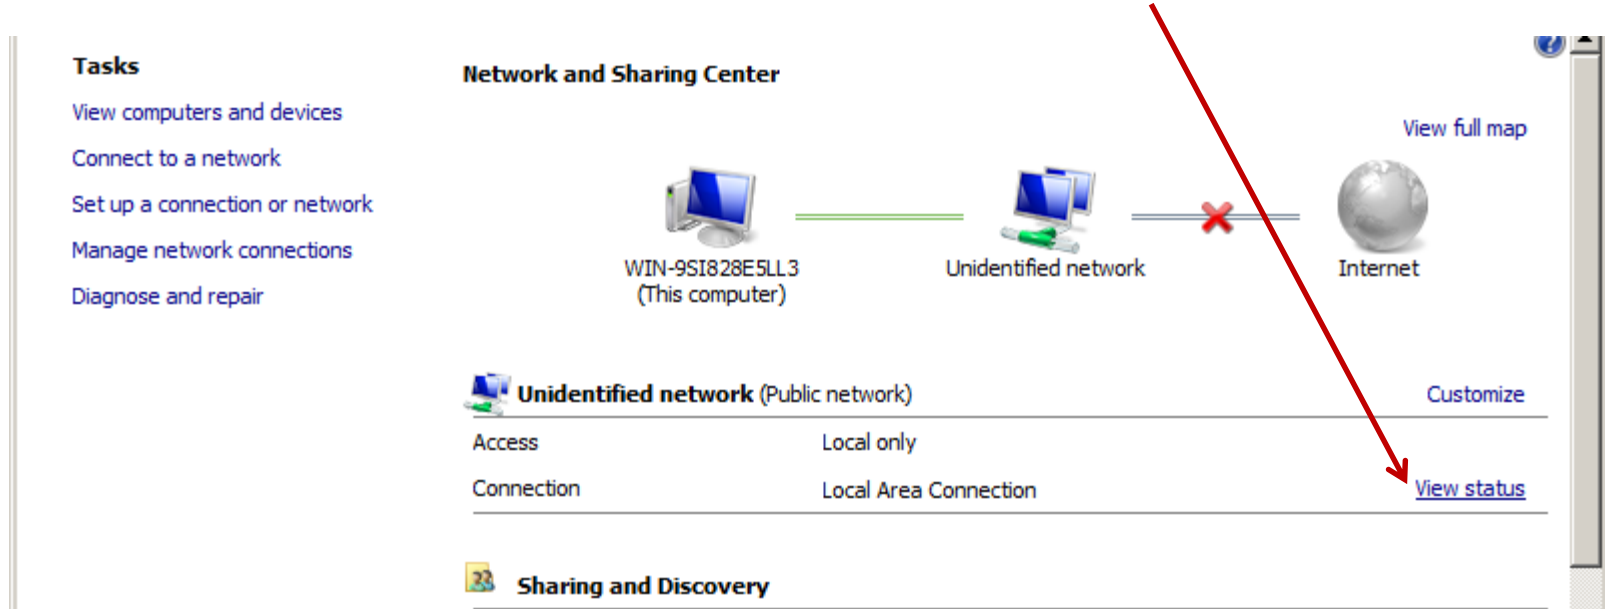 Tasks
View computers and devices
Connect to a network
Set up a connection or network
Manage network connections
Diagnose and repair
Network and Sharing Center
View full map
WIN-9SI828E5LL3
(This computer)
Unidentified network
Internet
Unidentified network (Public network)
Customize
Access Local only
Connection Local Area Connection View status
Sharing and Discovery